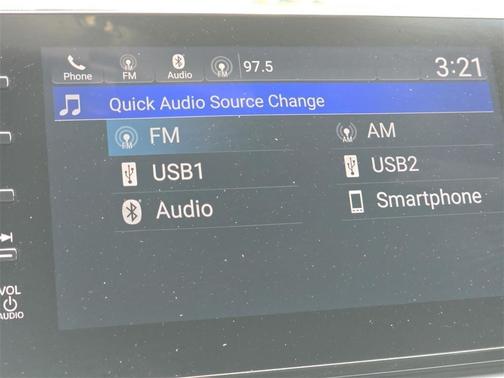 Phone FM Audio FM 97.5 3:21
Quick Audio Source Change
FM FM AM
USB1 USB2
Audio Smartphone
VOL
AUDIO